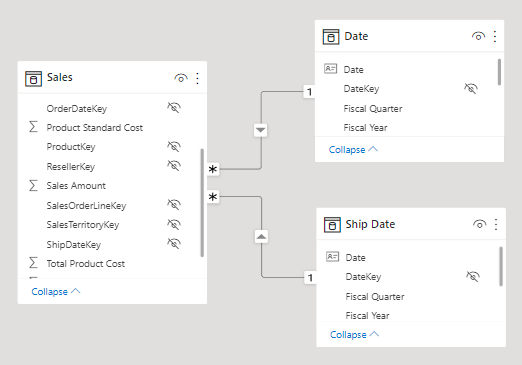 Sales
OrderDateKey
Product Standard Cost
ProductKey
ResellerKey
Sales Amount
SalesOrderLineKey
SalesTerritoryKey
ShipDateKey
Total Product Cost
Collapse
*
*
1
1
Date
Date
DateKey
Fiscal Quarter
Fiscal Year
Collapse
Ship Date
Date
DateKey
Fiscal Quarter
Fiscal Year
Collapse